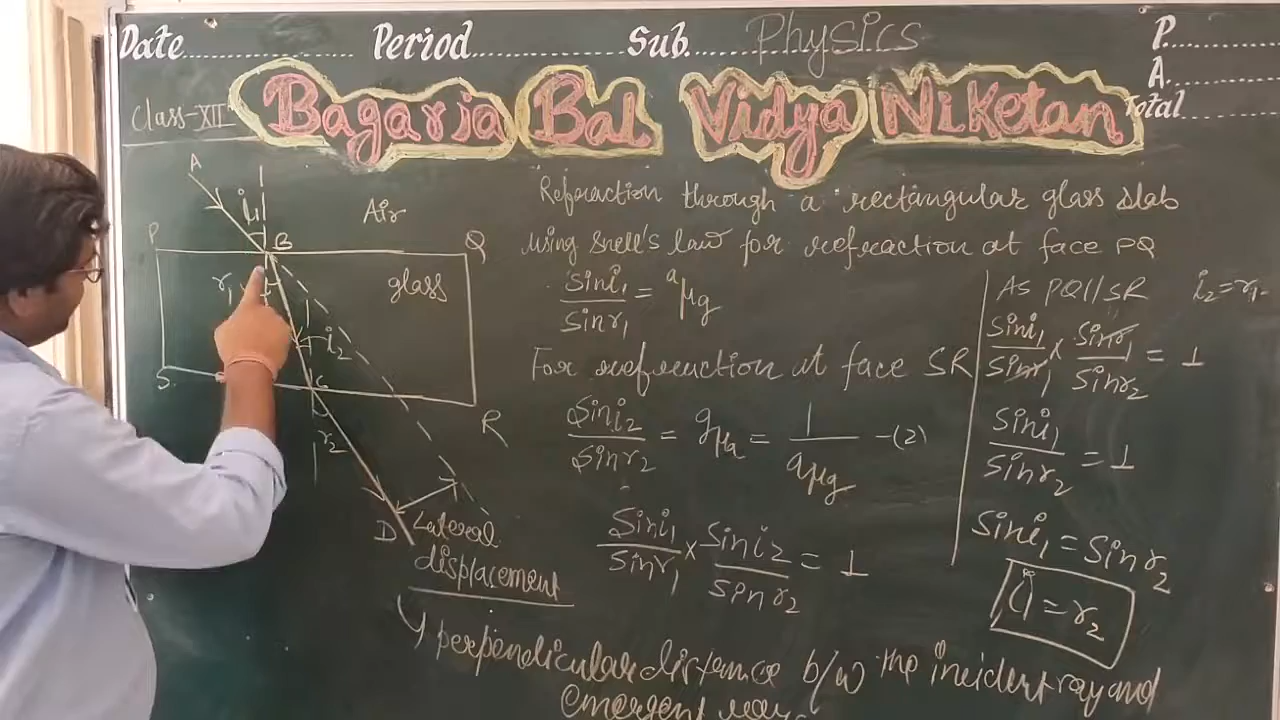 Date............ Period............ Sub....... Physics
P..........
A..........
Total..........
Class-XII
Bagaria Bal Vidya Niketan
A
i₁
Air
P
B
Q
r₁
glass
i₂
S
C
R
r₂
D
Lateral
displacement
perpendicular distance b/w the incident ray and
emergent rays
Refraction through a rectangular glass slab
using snell's law for refraction at face PQ
sini₁/sinr₁ = ᵃμg
For refraction at face SR
Sini₂/Sinr₂ = gμa = 1/aμg -(2)
Sini₁/Sinr₁ × Sini₂/Sinr₂ = 1
As PQ//SR i₂=r₁
Sini₁/Sinr₁ × Sinr₁/Sinr₂ = 1
Sini₁/Sinr₂ = 1
Sini₁ = Sinr₂
i₁ = r₂